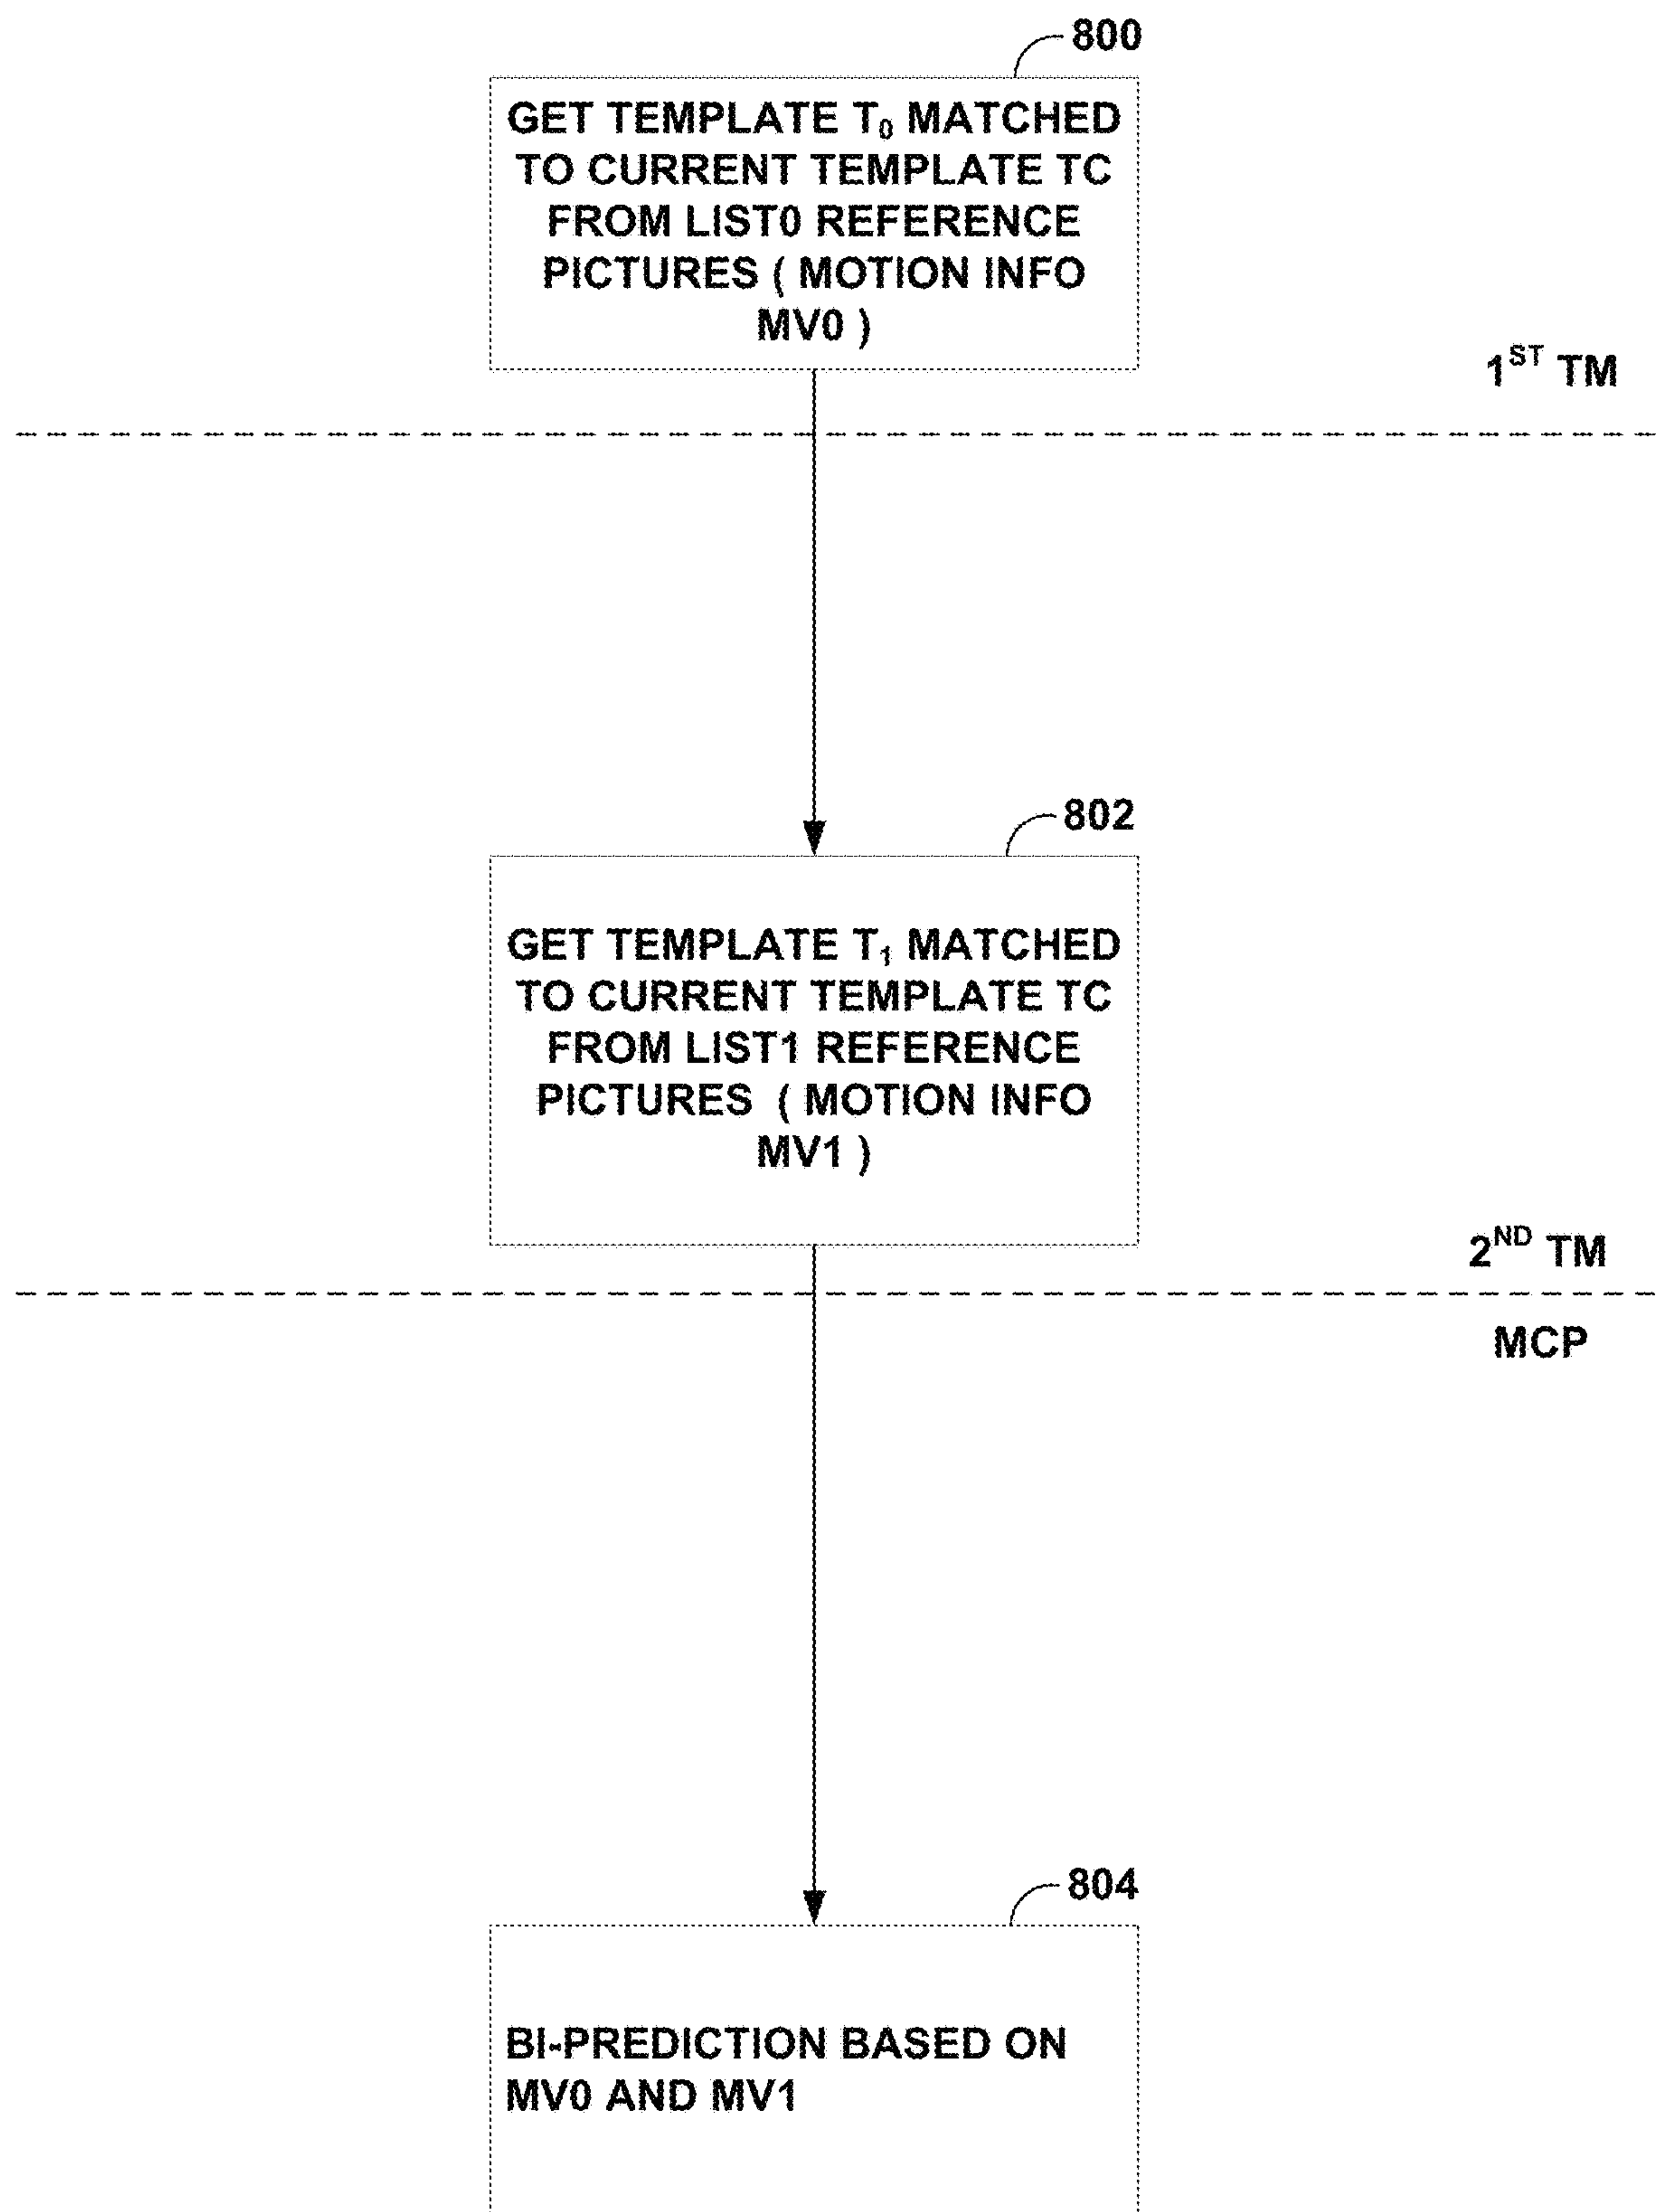 800
GET TEMPLATE T₀ MATCHED
TO CURRENT TEMPLATE TC
FROM LIST0 REFERENCE
PICTURES ( MOTION INFO
MV0 )
1ST TM
802
GET TEMPLATE T₁ MATCHED
TO CURRENT TEMPLATE TC
FROM LIST1 REFERENCE
PICTURES ( MOTION INFO
MV1 )
2ND TM
MCP
804
BI-PREDICTION BASED ON
MV0 AND MV1